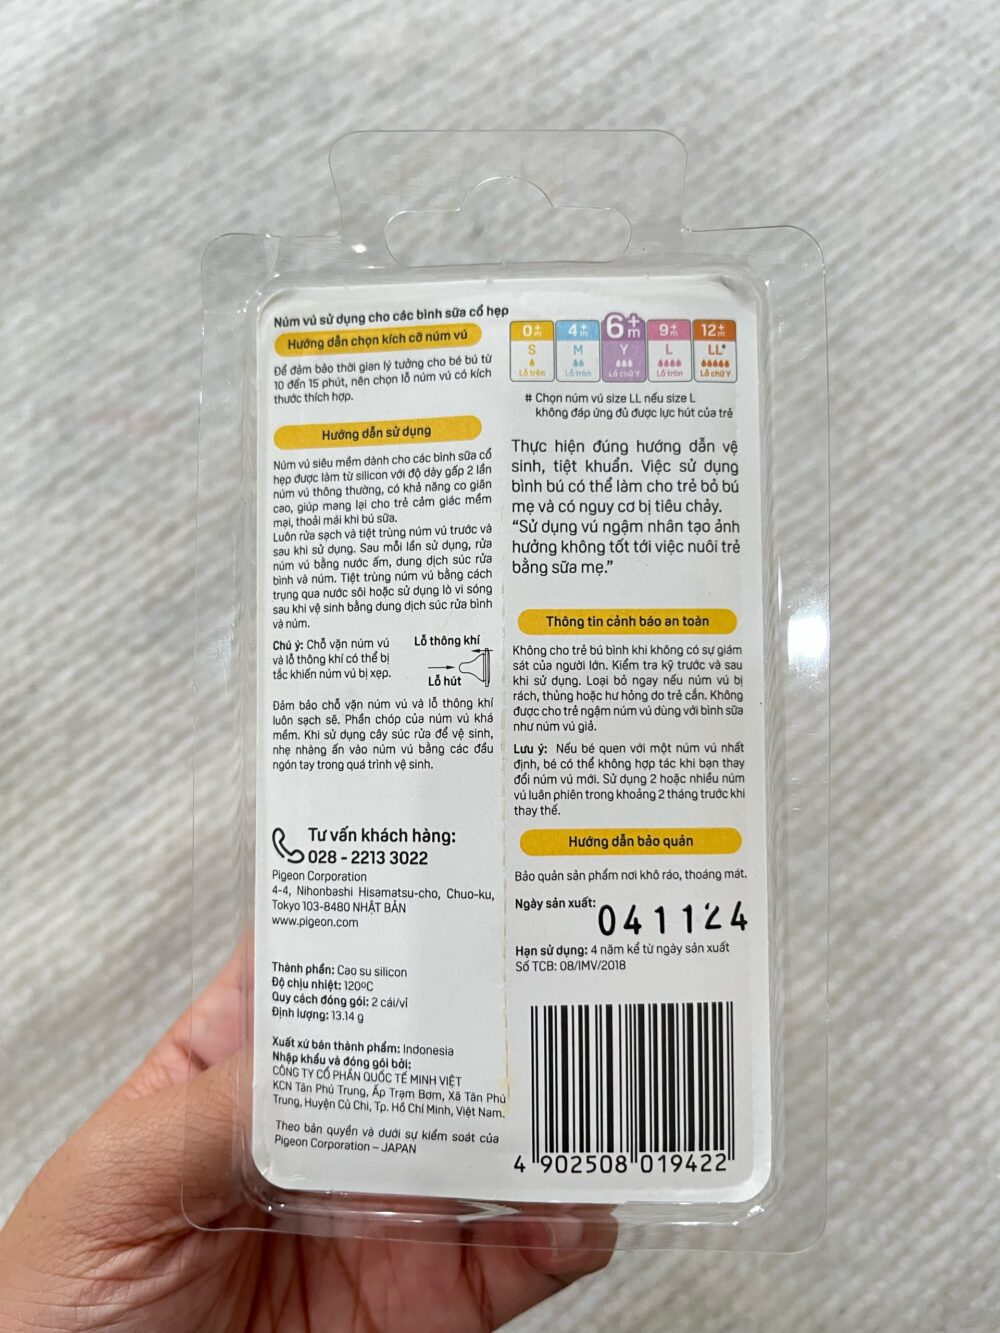 Núm vú sử dụng cho các bình sữa cổ hẹp
Hướng dẫn chọn kích cỡ núm vú
Để đảm bảo thời gian lý tưởng cho bé bú từ
10 đến 15 phút, nên chọn lỗ núm vú có kích
thước thích hợp.
Hướng dẫn sử dụng
Núm vú siêu mềm dành cho các bình sữa cổ
hẹp được làm từ silicon với độ dày gấp 2 lần
núm vú thông thường, có khả năng co giãn
cao, giúp mang lại cho trẻ cảm giác mềm
mại, thoải mái khi bú sữa.
Luôn rửa sạch và tiệt trùng núm vú trước và
sau khi sử dụng. Sau mỗi lần sử dụng, rửa
núm vú bằng nước ấm, dung dịch súc rửa
bình và núm. Tiệt trùng núm vú bằng cách
trụng qua nước sôi hoặc sử dụng lò vi sóng
sau khi vệ sinh bằng dung dịch súc rửa bình
và núm.
Chú ý: Chỗ vặn núm vú
và lỗ thông khí có thể bị
tắc khiến núm vú bị xẹp.
Lỗ thông khí
Lỗ hút
Đảm bảo chỗ vặn núm vú và lỗ thông khí
luôn sạch sẽ. Phần chóp của núm vú khá
mềm. Khi sử dụng cây súc rửa để vệ sinh,
nhẹ nhàng ấn vào núm vú bằng các đầu
ngón tay trong quá trình vệ sinh.
Tư vấn khách hàng:
028 - 2213 3022
Pigeon Corporation
4-4, Nihonbashi Hisamatsu-cho, Chuo-ku,
Tokyo 103-8480 NHẬT BẢN
www.pigeon.com
Thành phần: Cao su silicon
Độ chịu nhiệt: 120ºC
Quy cách đóng gói: 2 cái/vỉ
Định lượng: 13.14 g
Xuất xứ bán thành phẩm: Indonesia
Nhập khẩu và đóng gói bởi:
CÔNG TY CỔ PHẦN QUỐC TẾ MINH VIỆT
KCN Tân Phú Trung, Ấp Trạm Bơm, Xã Tân Phú
Trung, Huyện Củ Chi, Tp. Hồ Chí Minh, Việt Nam.
Theo bản quyền và dưới sự kiểm soát của
Pigeon Corporation – JAPAN
0+m 4+m 6+m 9+m 12+m
S M Y L LL#
Lỗ tròn Lỗ tròn Lỗ chữ Y Lỗ tròn Lỗ chữ Y
# Chọn núm vú size LL nếu size L
không đáp ứng đủ được lực hút của trẻ
Thực hiện đúng hướng dẫn vệ
sinh, tiệt khuẩn. Việc sử dụng
bình bú có thể làm cho trẻ bỏ bú
mẹ và có nguy cơ bị tiêu chảy.
“Sử dụng vú ngậm nhân tạo ảnh
hưởng không tốt tới việc nuôi trẻ
bằng sữa mẹ.”
Thông tin cảnh báo an toàn
Không cho trẻ bú bình khi không có sự giám
sát của người lớn. Kiểm tra kỹ trước và sau
khi sử dụng. Loại bỏ ngay nếu núm vú bị
rách, thủng hoặc hư hỏng do trẻ cắn. Không
được cho trẻ ngậm núm vú dùng với bình sữa
như núm vú giả.
Lưu ý: Nếu bé quen với một núm vú nhất
định, bé có thể không hợp tác khi bạn thay
đổi núm vú mới. Sử dụng 2 hoặc nhiều núm
vú luân phiên trong khoảng 2 tháng trước khi
thay thế.
Hướng dẫn bảo quản
Bảo quản sản phẩm nơi khô ráo, thoáng mát.
Ngày sản xuất: 041124
Hạn sử dụng: 4 năm kể từ ngày sản xuất
Số TCB: 08/IMV/2018
4 902508 019422